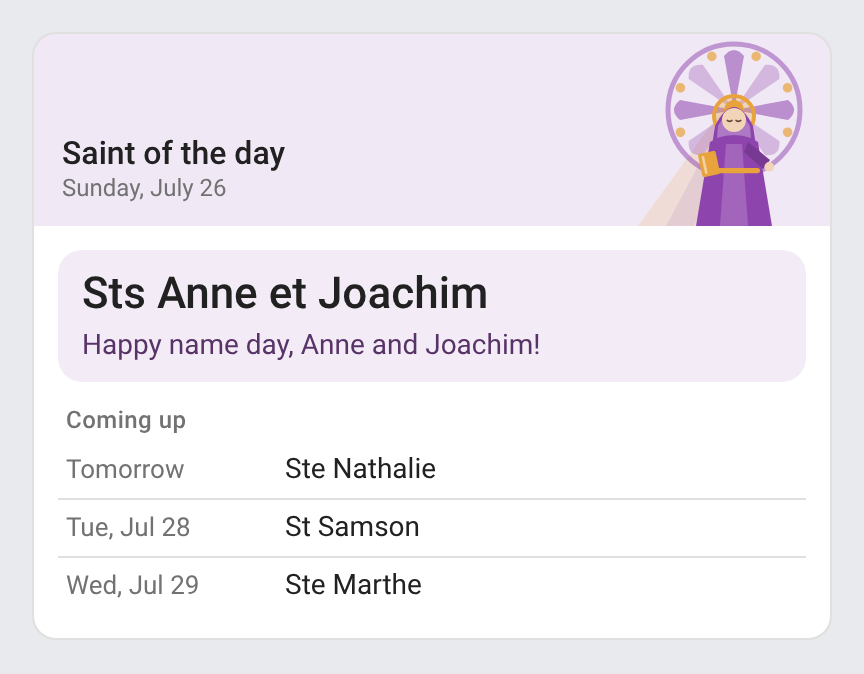 Saint of the day
Sunday, July 26
Sts Anne et Joachim
Happy name day, Anne and Joachim!
Coming up
Tomorrow Ste Nathalie
Tue, Jul 28 St Samson
Wed, Jul 29 Ste Marthe